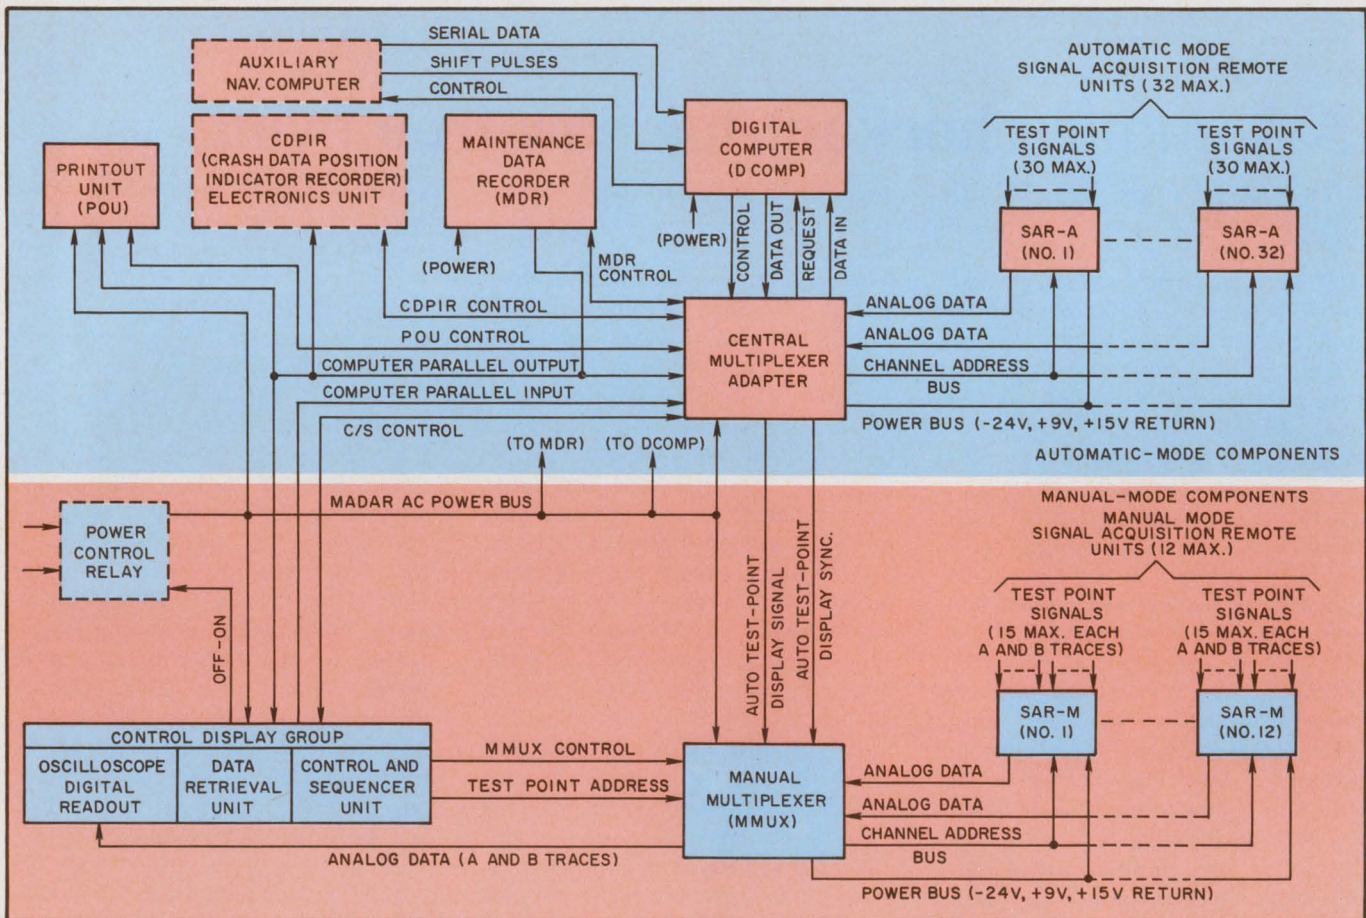 SERIAL DATA
SHIFT PULSES
CONTROL
AUXILIARY
NAV. COMPUTER
AUTOMATIC MODE
SIGNAL ACQUISITION REMOTE
UNITS (32 MAX.)
PRINTOUT
UNIT
(POU)
CDPIR
(CRASH DATA POSITION
INDICATOR RECORDER)
ELECTRONICS UNIT
MAINTENANCE
DATA
RECORDER
(MDR)
DIGITAL
COMPUTER
(D COMP)
TEST POINT
SIGNALS
(30 MAX.)
TEST POINT
SIGNALS
(30 MAX.)
SAR-A
(NO. 1)
SAR-A
(NO. 32)
(POWER)
(POWER)
CONTROL
DATA OUT
REQUEST
DATA IN
MDR
CONTROL
CDPIR CONTROL
POU CONTROL
COMPUTER PARALLEL OUTPUT
COMPUTER PARALLEL INPUT
C/S CONTROL
CENTRAL
MULTIPLEXER
ADAPTER
ANALOG DATA
ANALOG DATA
CHANNEL ADDRESS
BUS
POWER BUS (-24V, +9V, +15V RETURN)
AUTOMATIC-MODE COMPONENTS
(TO MDR)
(TO DCOMP)
MADAR AC POWER BUS
POWER
CONTROL
RELAY
OFF-ON
MANUAL-MODE COMPONENTS
MANUAL MODE
SIGNAL ACQUISITION REMOTE
UNITS (12 MAX.)
AUTO TEST-POINT
DISPLAY SIGNAL
AUTO TEST-POINT
DISPLAY SYNC.
TEST POINT
SIGNALS
(15 MAX. EACH
A AND B TRACES)
TEST POINT
SIGNALS
(15 MAX. EACH
A AND B TRACES)
SAR-M
(NO. 1)
SAR-M
(NO. 12)
CONTROL DISPLAY GROUP
OSCILLOSCOPE
DIGITAL
READOUT
DATA
RETRIEVAL
UNIT
CONTROL AND
SEQUENCER
UNIT
MMUX CONTROL
TEST POINT ADDRESS
ANALOG DATA (A AND B TRACES)
MANUAL
MULTIPLEXER
(MMUX)
ANALOG DATA
ANALOG DATA
CHANNEL ADDRESS
BUS
POWER BUS (-24V, +9V, +15V RETURN)